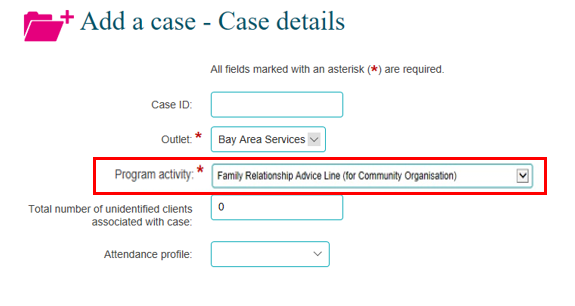 Add a case - Case details
All fields marked with an asterisk (*) are required.
Case ID:
Outlet: * Bay Area Services
Program activity: * Family Relationship Advice Line (for Community Organisation)
Total number of unidentified clients 0
associated with case:
Attendance profile: